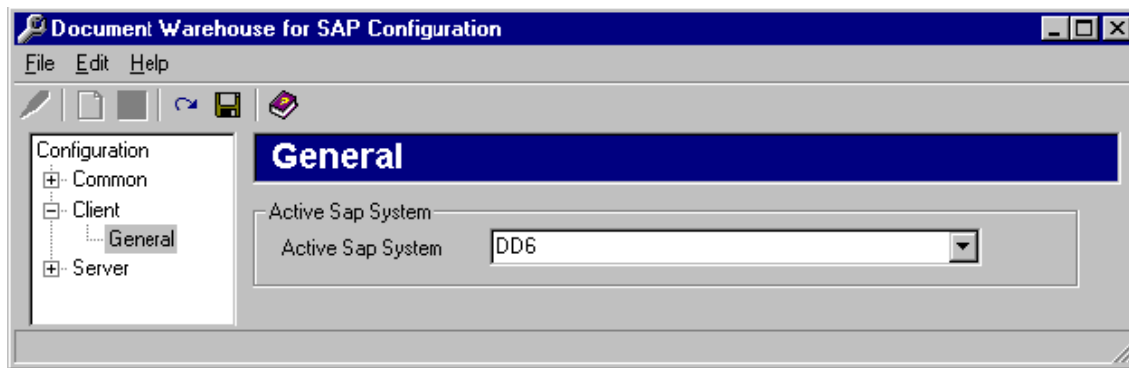 Document Warehouse for SAP Configuration
File Edit Help
Configuration
Common
Client
General
Server
General
Active Sap System
Active Sap System
DD6